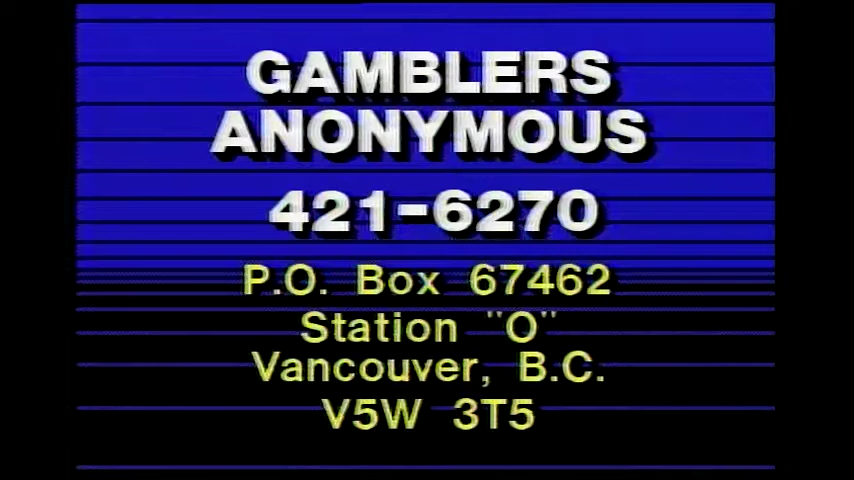 GAMBLERS
ANONYMOUS
421-6270
P.O. Box 67462
Station "O"
Vancouver, B.C.
V5W 3T5